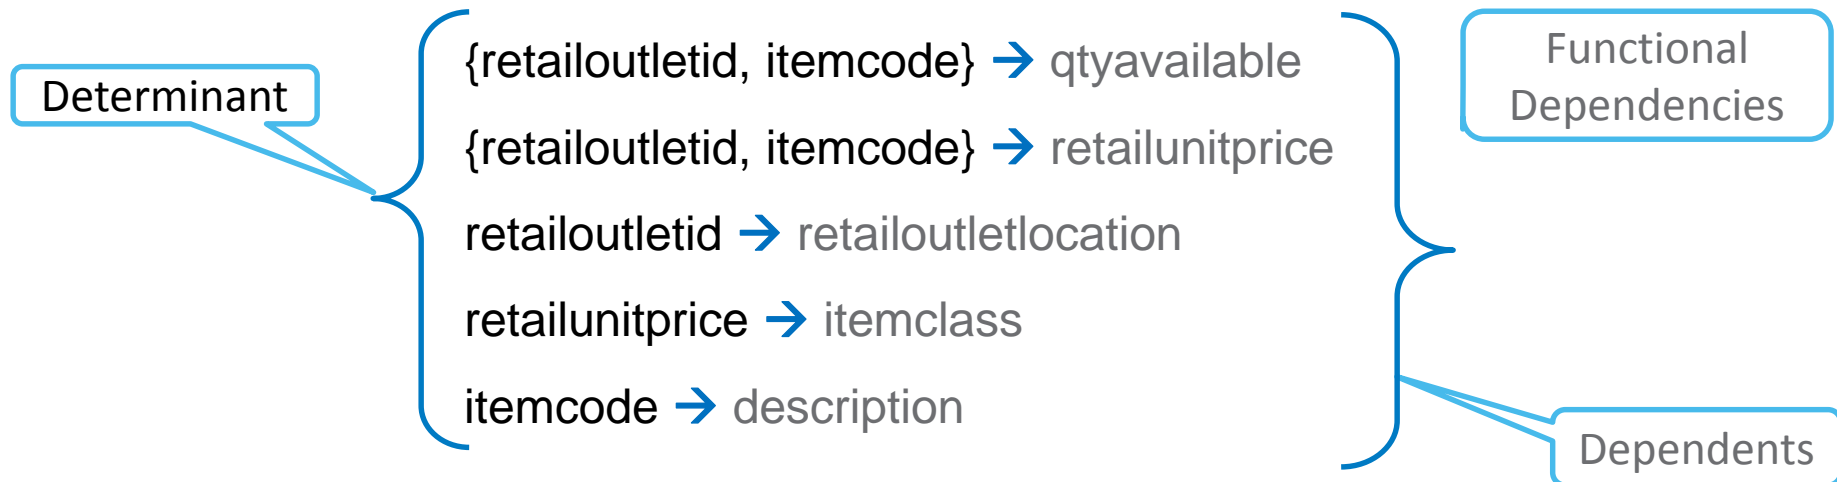 Determinant
{retailoutletid, itemcode} → qtyavailable
{retailoutletid, itemcode} → retailunitprice
retailoutletid → retailoutletlocation
retailunitprice → itemclass
itemcode → description
Functional
Dependencies
Dependents